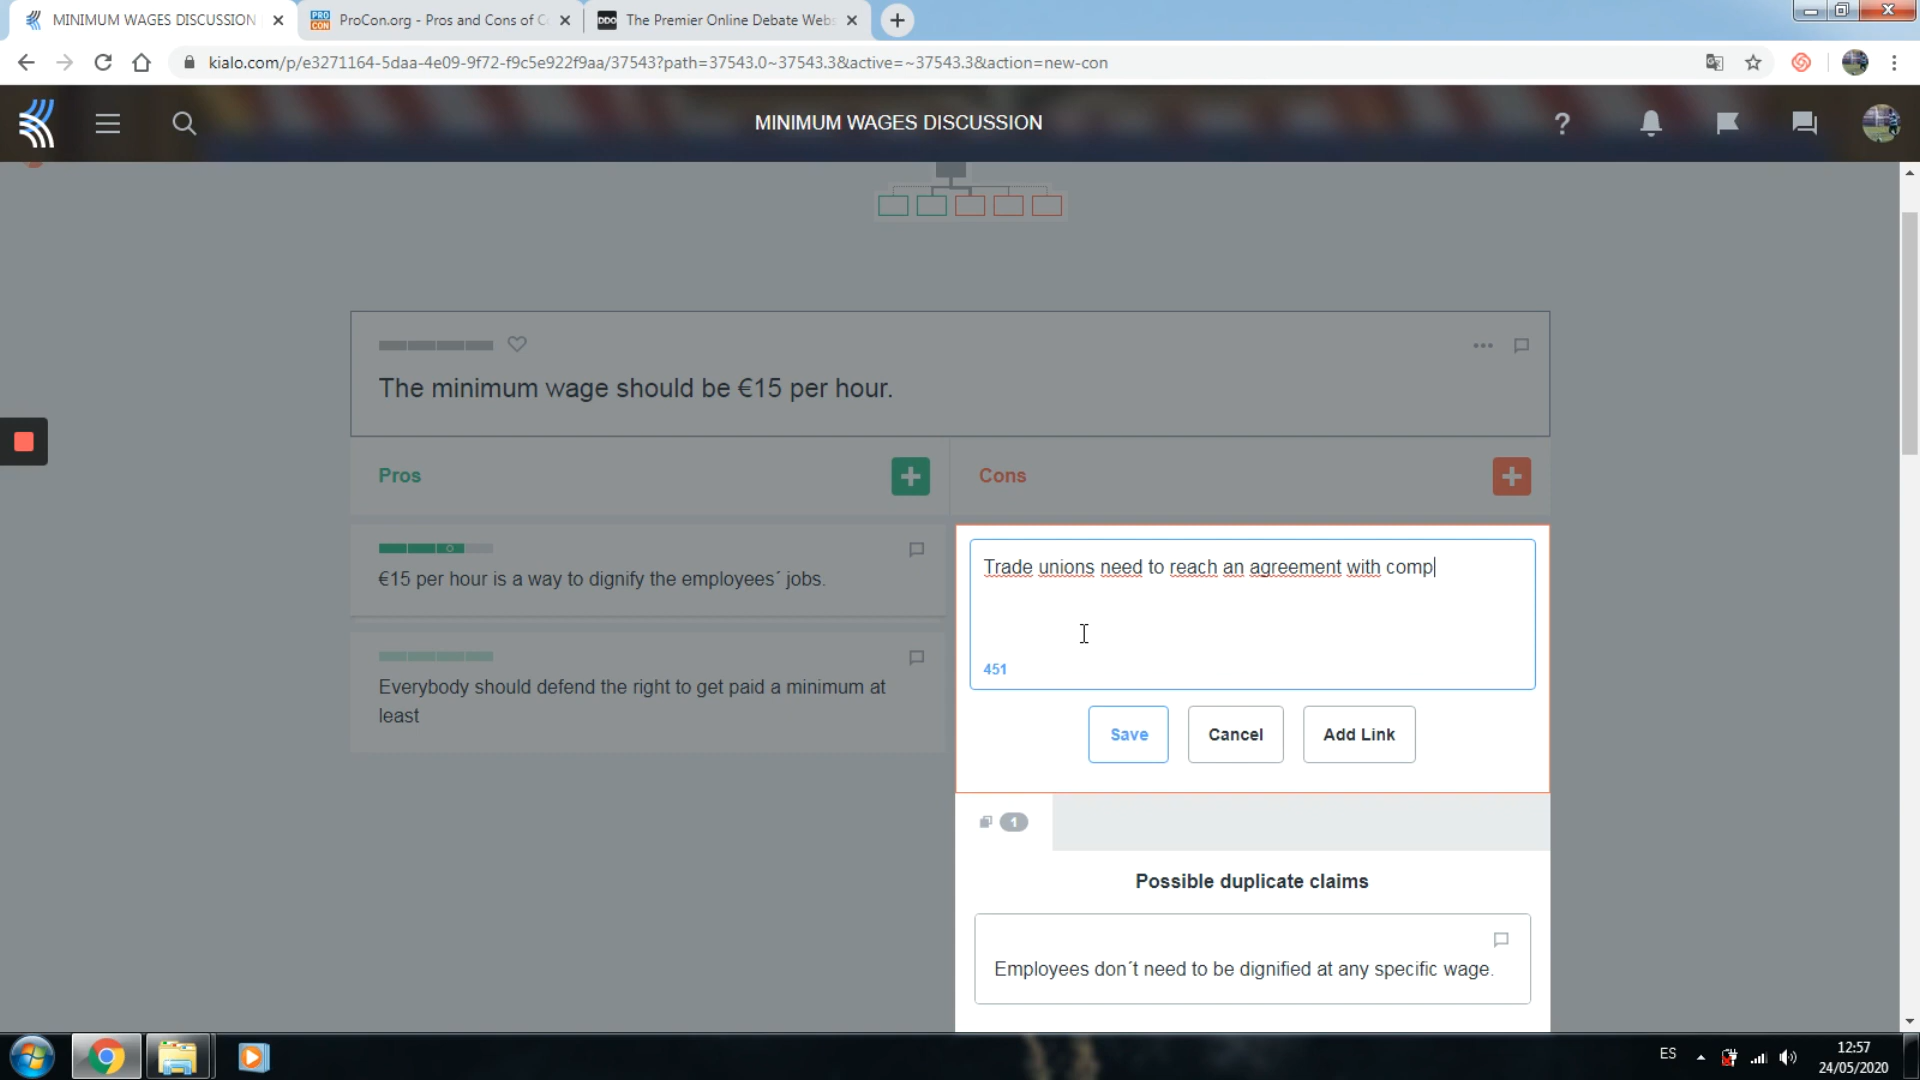 MINIMUM WAGES DISCUSSION
PRO CON
ProCon.org - Pros and Cons of C
DDO
The Premier Online Debate Webs
kialo.com/p/e3271164-5daa-4e09-9f72-f9c5e922f9aa/37543?path=37543.0~37543.3&active=~37543.3&action=new-con
MINIMUM WAGES DISCUSSION
The minimum wage should be €15 per hour.
Pros
Cons
€15 per hour is a way to dignify the employees´ jobs.
Everybody should defend the right to get paid a minimum at
least
Trade unions need to reach an agreement with comp
451
Save
Cancel
Add Link
1
Possible duplicate claims
Employees don´t need to be dignified at any specific wage.
ES
12:57
24/05/2020